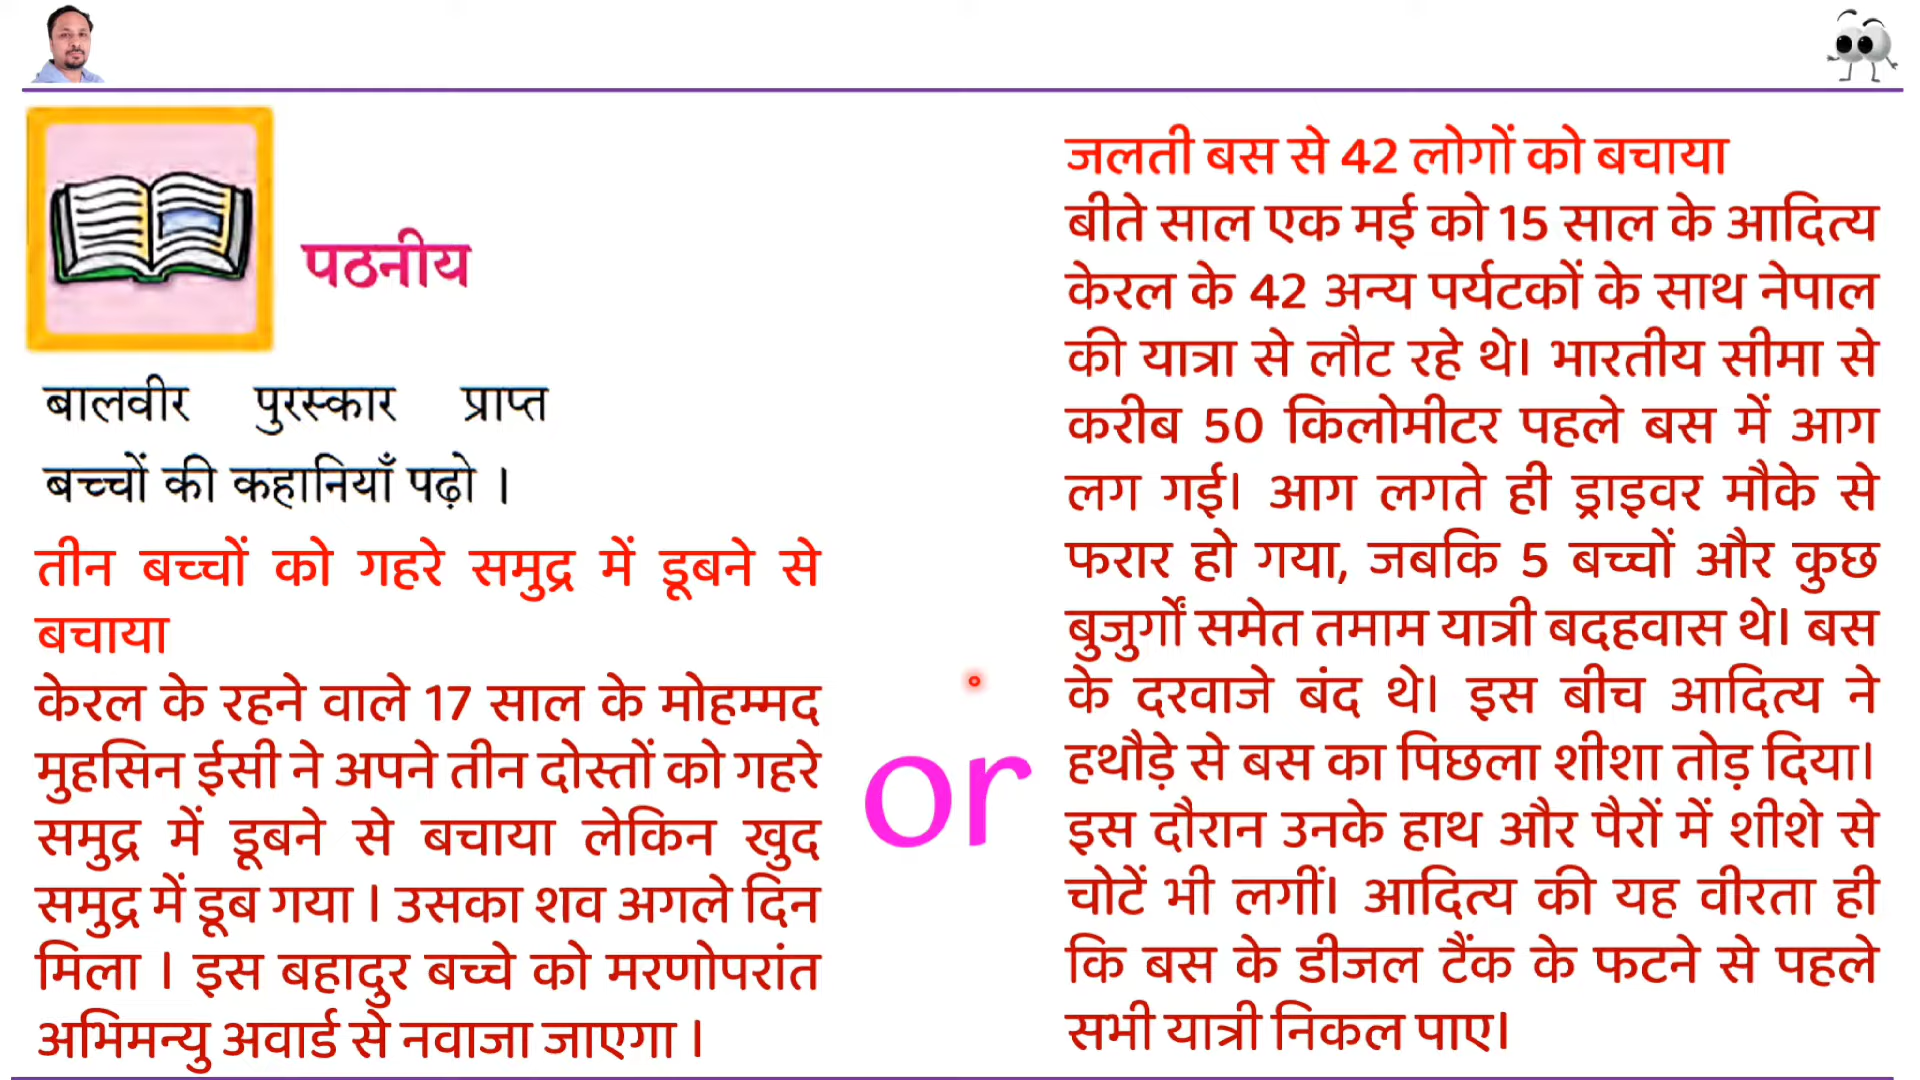 पठनीय
बालवीर पुरस्कार प्राप्त
बच्चों की कहानियाँ पढ़ो ।
तीन बच्चों को गहरे समुद्र में डूबने से
बचाया
केरल के रहने वाले 17 साल के मोहम्मद
मुहसिन ईसी ने अपने तीन दोस्तों को गहरे
समुद्र में डूबने से बचाया लेकिन खुद
समुद्र में डूब गया । उसका शव अगले दिन
मिला । इस बहादुर बच्चे को मरणोपरांत
अभिमन्यु अवार्ड से नवाजा जाएगा ।
or
जलती बस से 42 लोगों को बचाया
बीते साल एक मई को 15 साल के आदित्य
केरल के 42 अन्य पर्यटकों के साथ नेपाल
की यात्रा से लौट रहे थे। भारतीय सीमा से
करीब 50 किलोमीटर पहले बस में आग
लग गई। आग लगते ही ड्राइवर मौके से
फरार हो गया, जबकि 5 बच्चों और कुछ
बुजुर्गों समेत तमाम यात्री बदहवास थे। बस
के दरवाजे बंद थे। इस बीच आदित्य ने
हथौड़े से बस का पिछला शीशा तोड़ दिया।
इस दौरान उनके हाथ और पैरों में शीशे से
चोटें भी लगीं। आदित्य की यह वीरता ही
कि बस के डीजल टैंक के फटने से पहले
सभी यात्री निकल पाए।